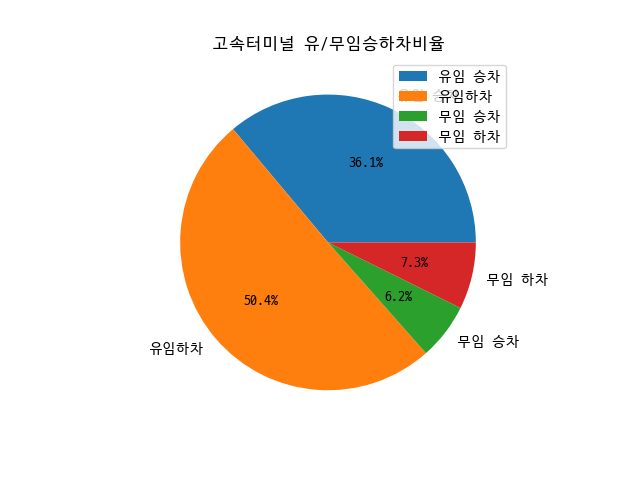 고속터미널 유/무임승하차비율
유임 승차
유임하차
무임 승차
무임 하차
36.1%
7.3%
무임 하차
6.2%
50.4%
무임 승차
유임하차